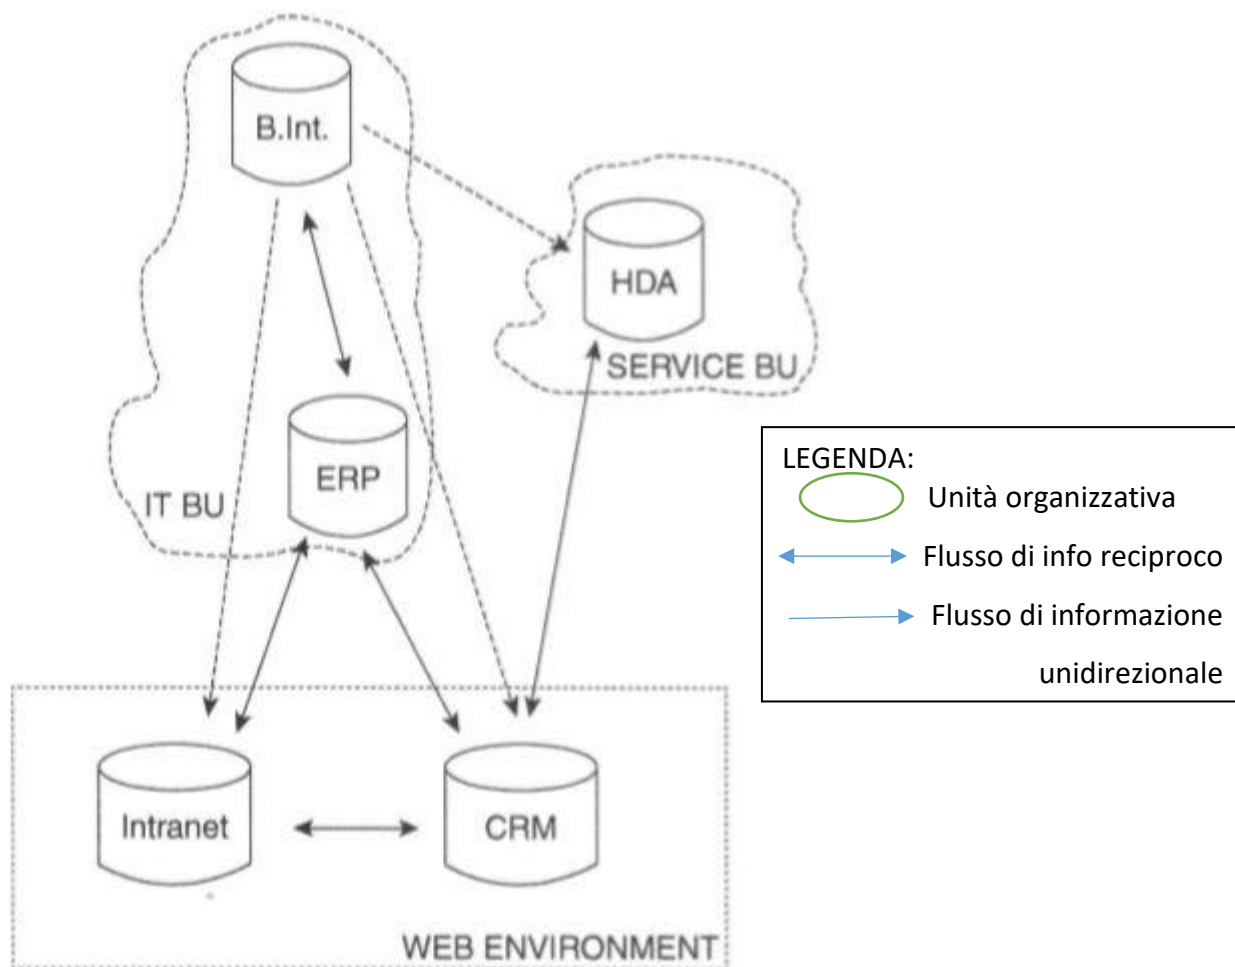 B.Int.
HDA
SERVICE BU
ERP
IT BU
LEGENDA:
Unità organizzativa
Flusso di info reciproco
Flusso di informazione
unidirezionale
Intranet
CRM
WEB ENVIRONMENT